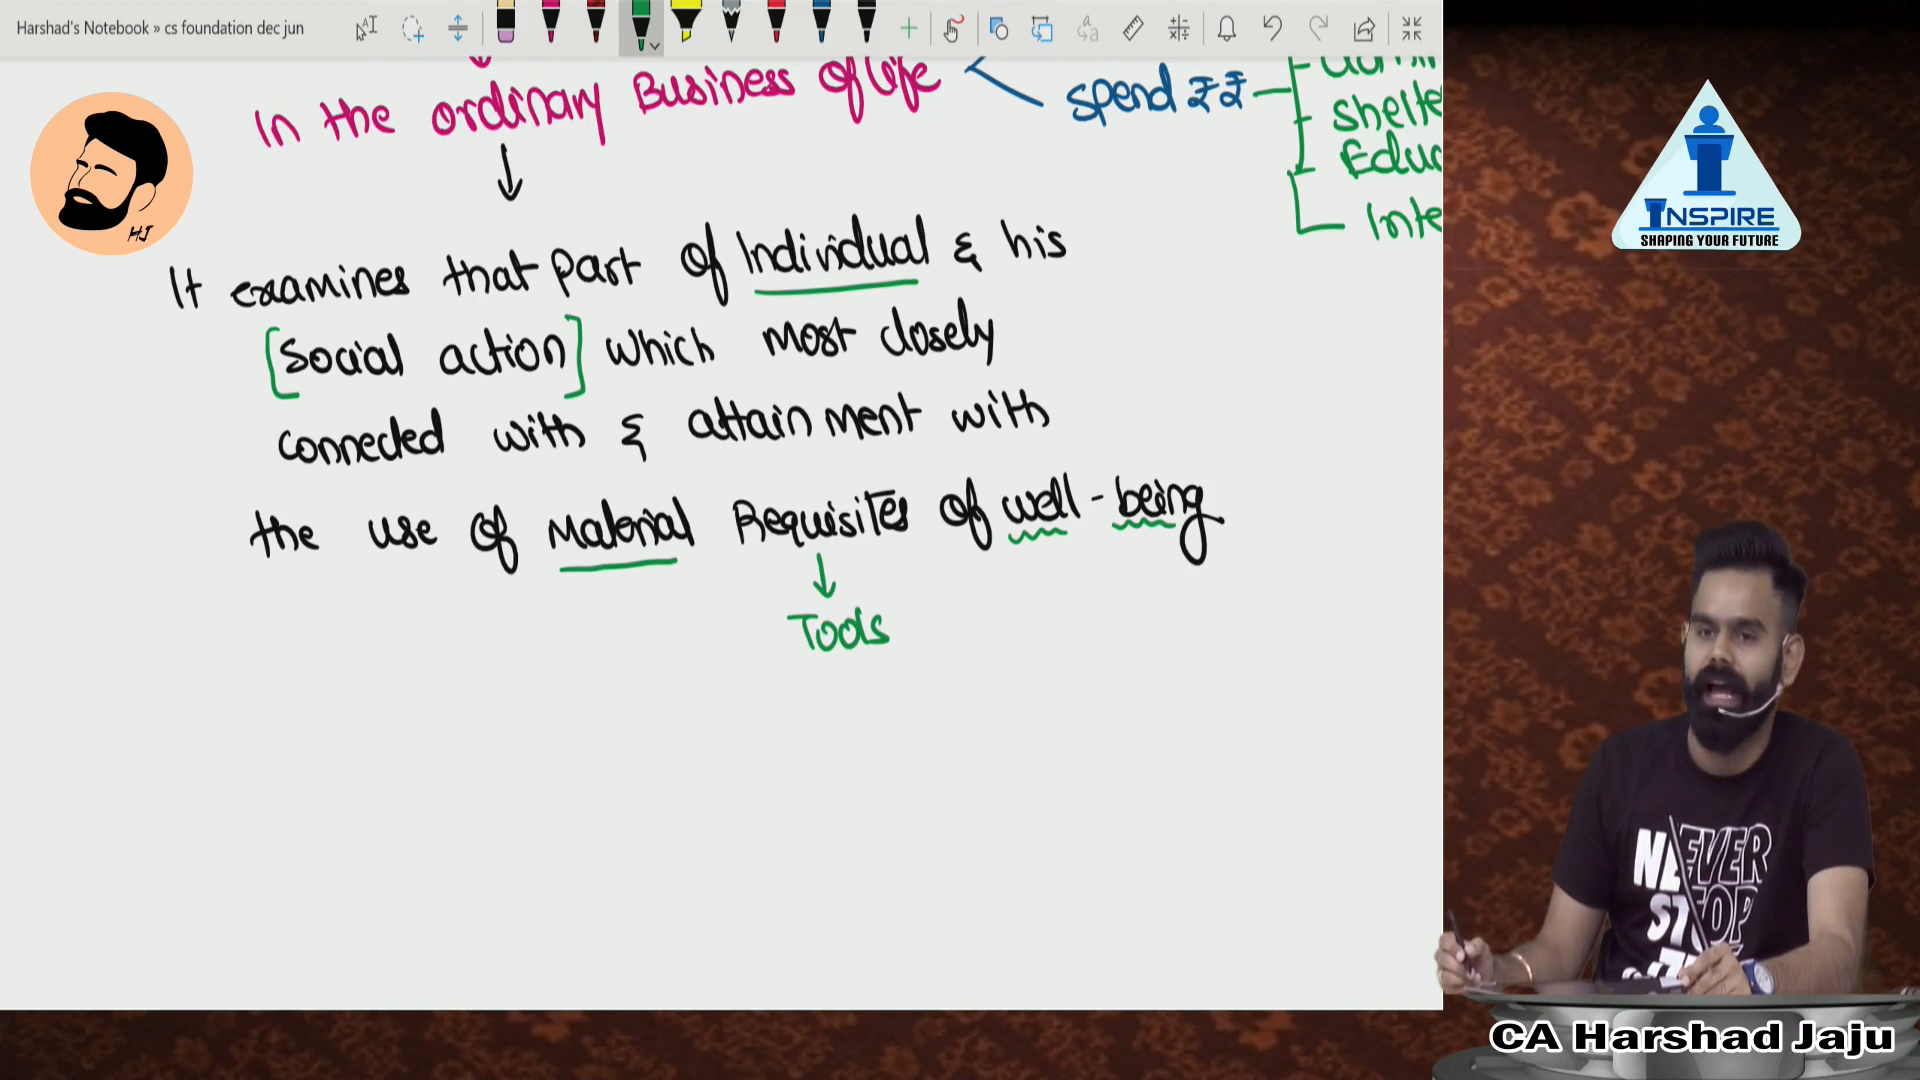 Harshad's Notebook » cs foundation dec jun
In the ordinary Business of life
spend ₹₹
Shelte
Educ
Inte
HJ
It examines that part of Individual & his
[Social action] which most closely
connected with & attainment with
the use of Material Requisites of well-being
Tools
INSPIRE
SHAPING YOUR FUTURE
NEVER
STOP
CA Harshad Jaju